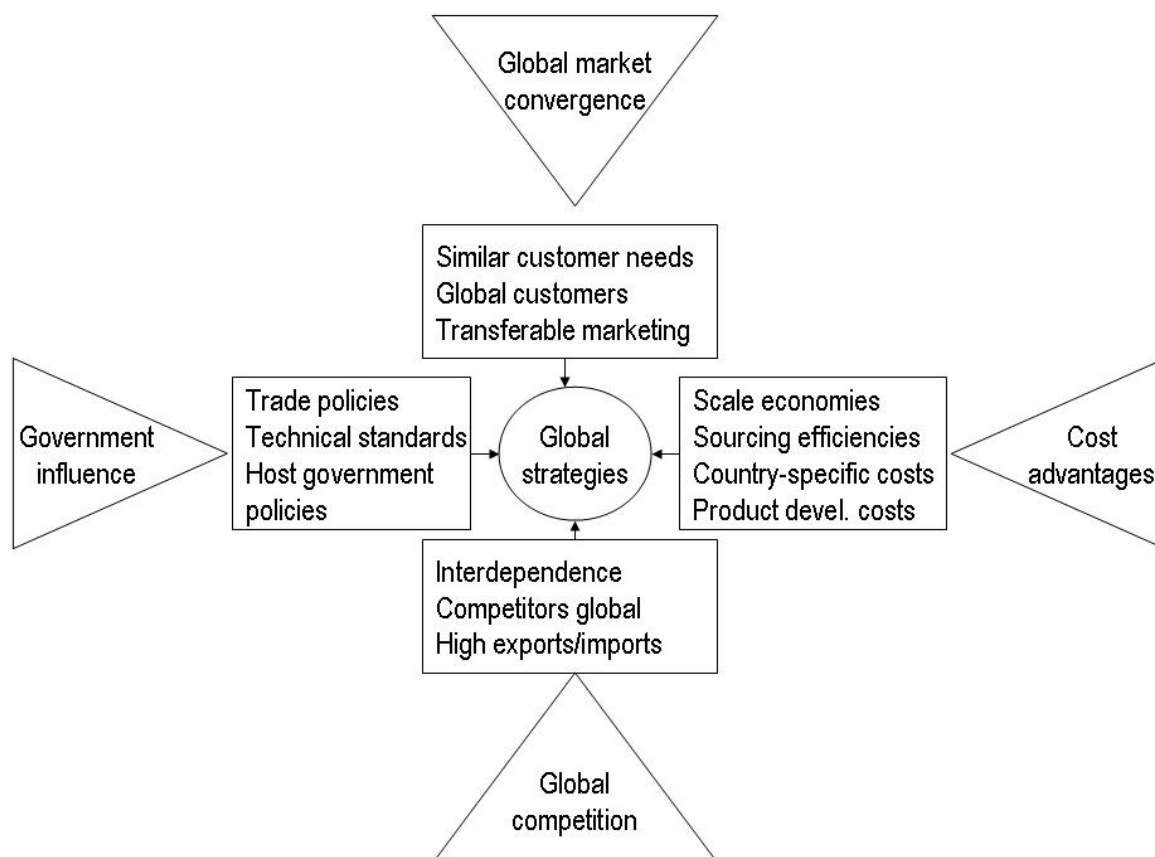 Global market
convergence
Similar customer needs
Global customers
Transferable marketing
Government
influence
Trade policies
Technical standards
Host government
policies
Global
strategies
Scale economies
Sourcing efficiencies
Country-specific costs
Product devel. costs
Cost
advantages
Interdependence
Competitors global
High exports/imports
Global
competition